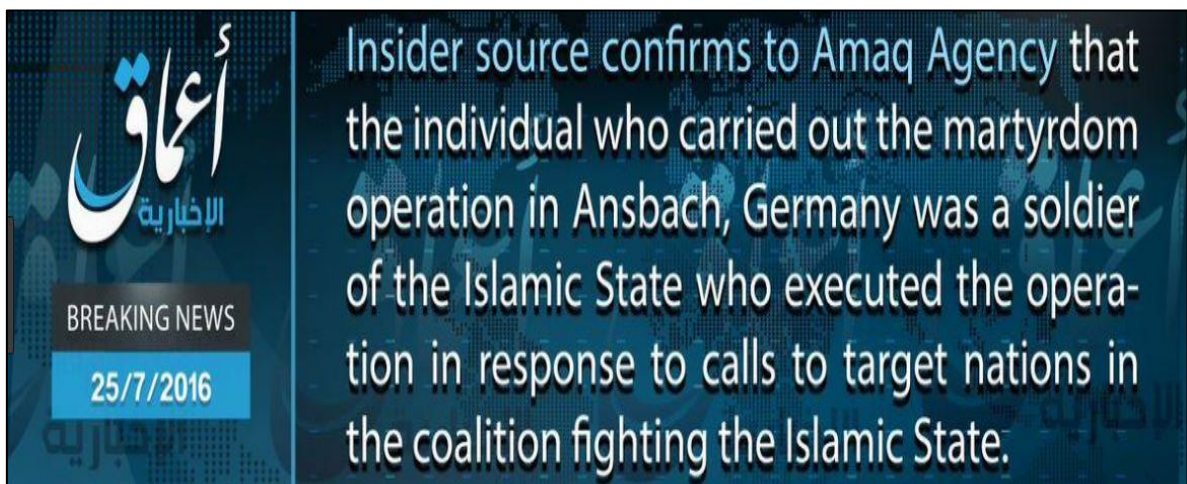 أعماق
الإخبارية
BREAKING NEWS
25/7/2016
Insider source confirms to Amaq Agency that
the individual who carried out the martyrdom
operation in Ansbach, Germany was a soldier
of the Islamic State who executed the opera-
tion in response to calls to target nations in
the coalition fighting the Islamic State.